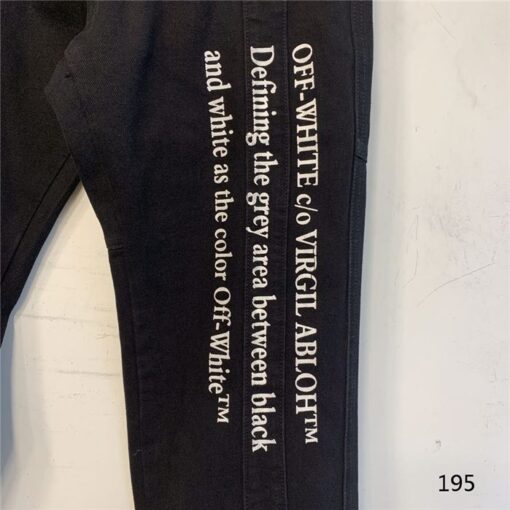 OFF-WHITE c/o VIRGIL ABLOH™
Defining the grey area between black
and white as the color Off-White™
195